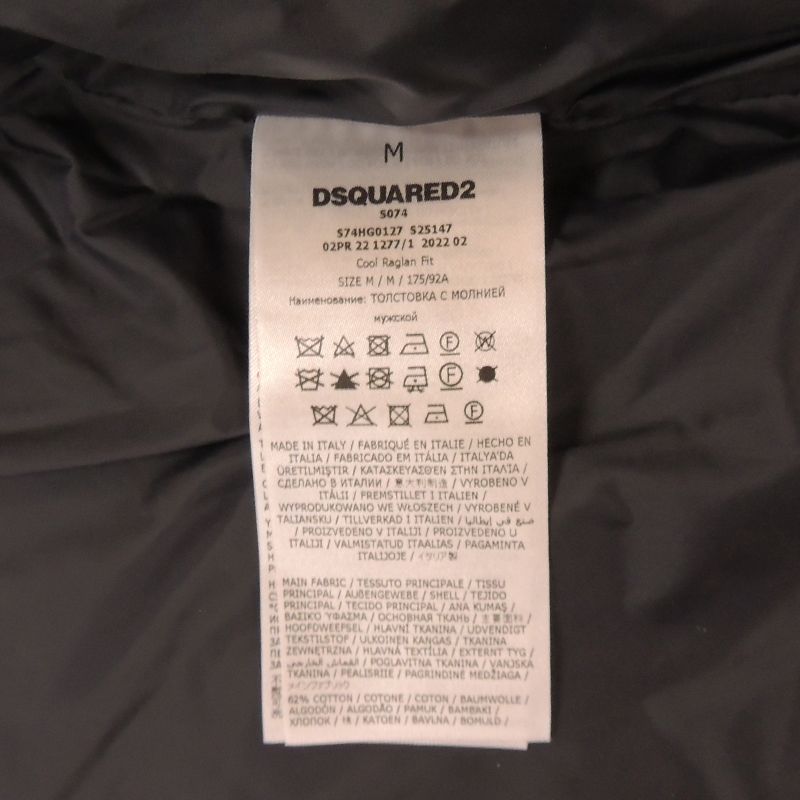 M
DSQUARED2
S074
S74HG0127 S25147
02PR 22 1277/1 2022 02
Cool Raglan Fit
SIZE M / M / 175/92A
Наименование: ТОЛСТОВКА С МОЛНИЕЙ
мужской
MADE IN ITALY / FABRIQUÉ EN ITALIE / HECHO EN
ITALIA / FABRICADO EM ITÁLIA / ITALYA'DA
ÜRETILMIŞTIR / ΚΑΤΑΣΚΕΥΑΣΘΕΝ ΣΤΗΝ ΙΤΑΛΊΑ /
СДЕЛАНО В ИТАЛИИ / 意大利制造 / VYROBENO V
ITÁLII / FREMSTILLET I ITALIEN /
WYPRODUKOWANO WE WŁOSZECH / VYROBENÉ V
TALIANSKU / TILLVERKAD I ITALIEN / صنع في إيطاليا
/ PROIZVEDENO V ITALIJI / PROIZVEDENO U
ITALIJI / VALMISTATUD ITAALIAS / PAGAMINTA
ITALIJOJE / イタリア製
MAIN FABRIC / TESSUTO PRINCIPALE / TISSU
PRINCIPAL / AUßENGEWEBE / SHELL / TEJIDO
PRINCIPAL / TECIDO PRINCIPAL / ANA KUMAŞ /
ΒΑΣΙΚΟ ΥΦΑΣΜΑ / ОСНОВНАЯ ТКАНЬ / 主要面料 /
HOOFDWEEFSEL / HLAVNÍ TKANINA / UDVENDIGT
TEKSTILSTOF / ULKOINEN KANGAS / TKANINA
ZEWNĘTRZNA / HLAVNÁ TEXTÍLIA / EXTERNT TYG /
القماش الخارجي / POGLAVITNA TKANINA / VANJSKA
TKANINA / PEALISRIIE / PAGRINDINĖ MEDŽIAGA /
メインファブリック
62% COTTON / COTONE / COTON / BAUMWOLLE /
ALGODÓN / ALGODÃO / PAMUK / ΒΑΜΒΑΚΙ /
ХЛОПОК / 棉 / KATOEN / BAVLNA / BOMULD /